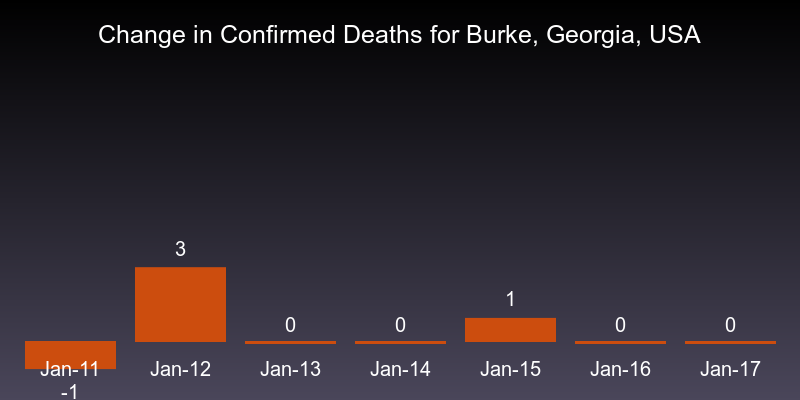 Change in Confirmed Deaths for Burke, Georgia, USA
3
1
0 0 0 0
Jan-11 Jan-12 Jan-13 Jan-14 Jan-15 Jan-16 Jan-17
-1